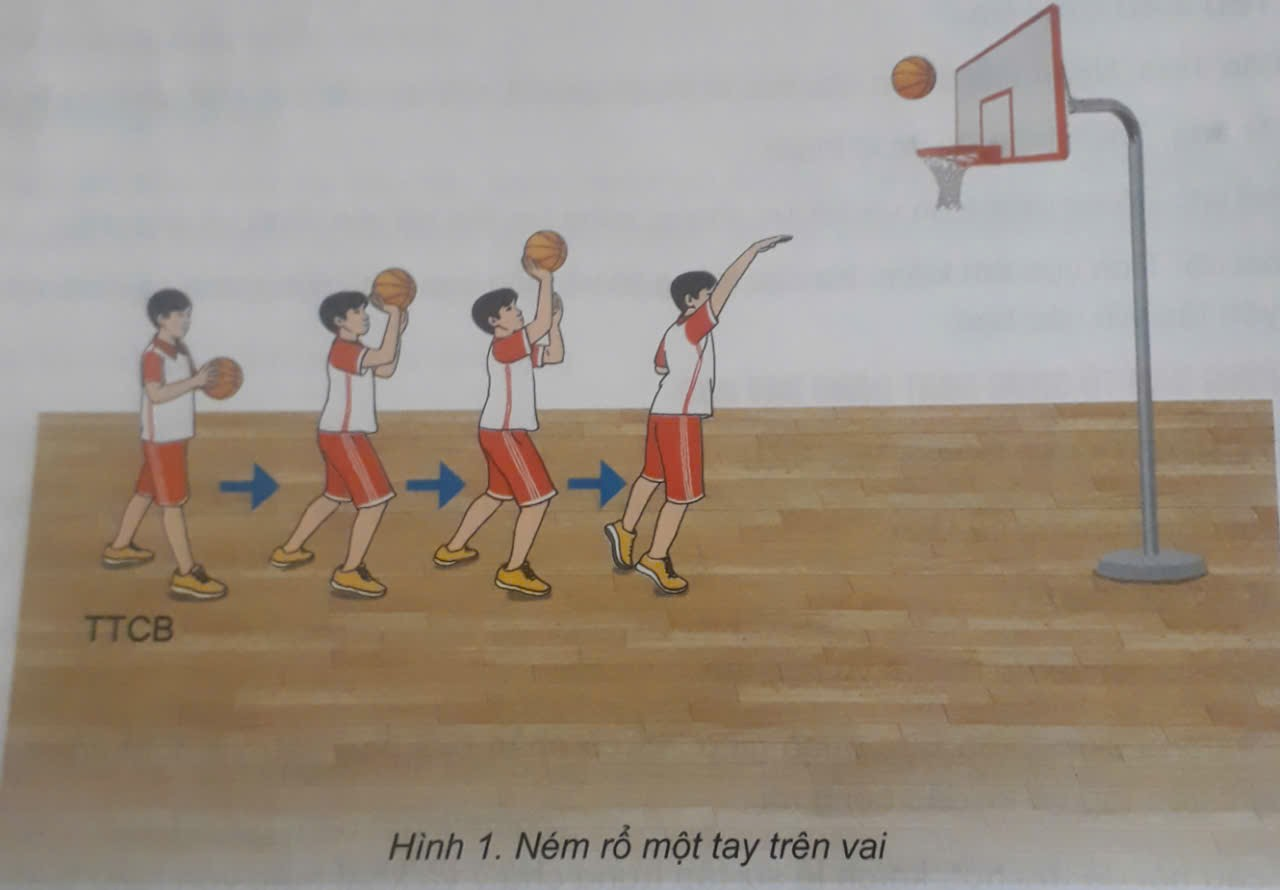 TTCB
Hình 1. Ném rổ một tay trên vai